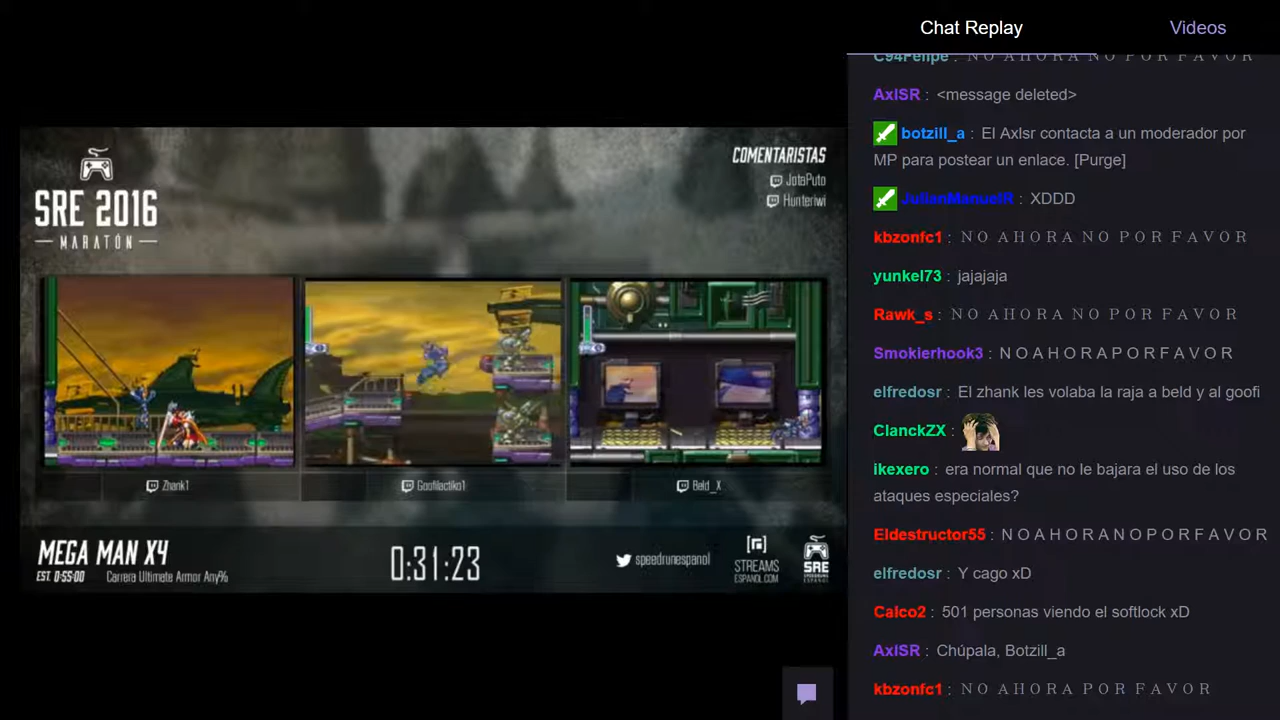 Chat Replay
Videos
C94Felipe : N O A H O R A N O P O R F A V O R
AxlSR : <message deleted>
botzill_a : El Axlsr contacta a un moderador por
MP para postear un enlace. [Purge]
JulianManuelR : XDDD
kbzonfc1 : N O A H O R A N O P O R F A V O R
yunkel73 : jajajaja
Rawk_s : N O A H O R A N O P O R F A V O R
Smokierhook3 : N O A H O R A P O R F A V O R
elfredosr : El zhank les volaba la raja a beld y al goofi
ClanckZX :
ikexero : era normal que no le bajara el uso de los
ataques especiales?
Eldestructor55 : N O A H O R A N O P O R F A V O R
elfredosr : Y cago xD
Calco2 : 501 personas viendo el softlock xD
AxlSR : Chúpala, Botzill_a
kbzonfc1 : N O A H O R A P O R F A V O R
SRE 2016
MARATÓN
COMENTARISTAS
JotaPuto
Hunteriwi
Zhank1
Goofilactiko1
Beld_X
MEGA MAN X4
EST. 0:55:00 Carrera Ultimate Armor Any%
0:31:23
speedrunespanol
STREAMS
ESPANOL.COM
SRE